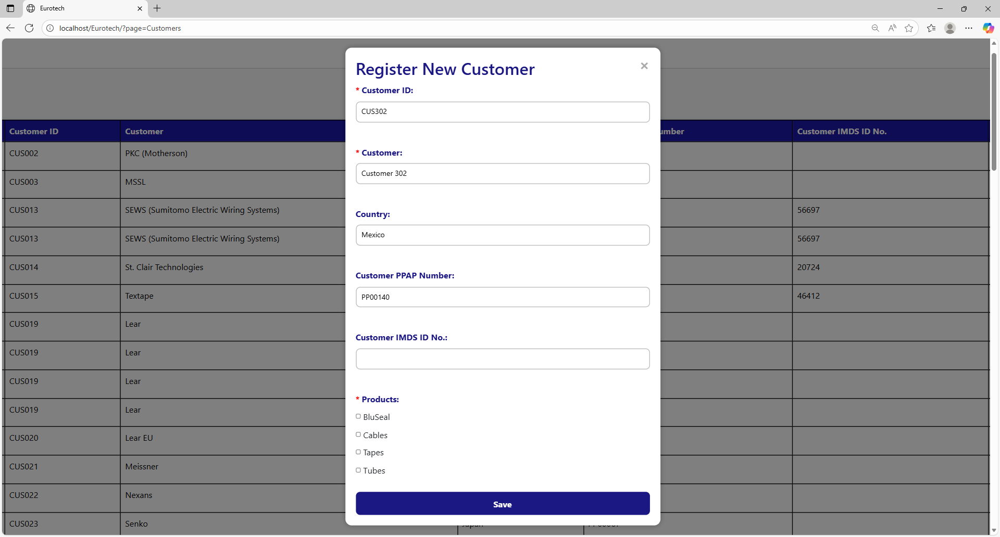 Eurotech
localhost/Eurotech/?page=Customers
Register New Customer
* Customer ID:
CUS302
* Customer:
Customer 302
Country:
Mexico
Customer PPAP Number:
PP00140
Customer IMDS ID No.:
* Products:
BluSeal
Cables
Tapes
Tubes
Save
Customer ID Customer umber Customer IMDS ID No.
CUS002 PKC (Motherson)
CUS003 MSSL
CUS013 SEWS (Sumitomo Electric Wiring Systems) 56697
CUS013 SEWS (Sumitomo Electric Wiring Systems) 56697
CUS014 St. Clair Technologies 20724
CUS015 Textape 46412
CUS019 Lear
CUS019 Lear
CUS019 Lear
CUS019 Lear
CUS020 Lear EU
CUS021 Meissner
CUS022 Nexans
CUS023 Senko Japan